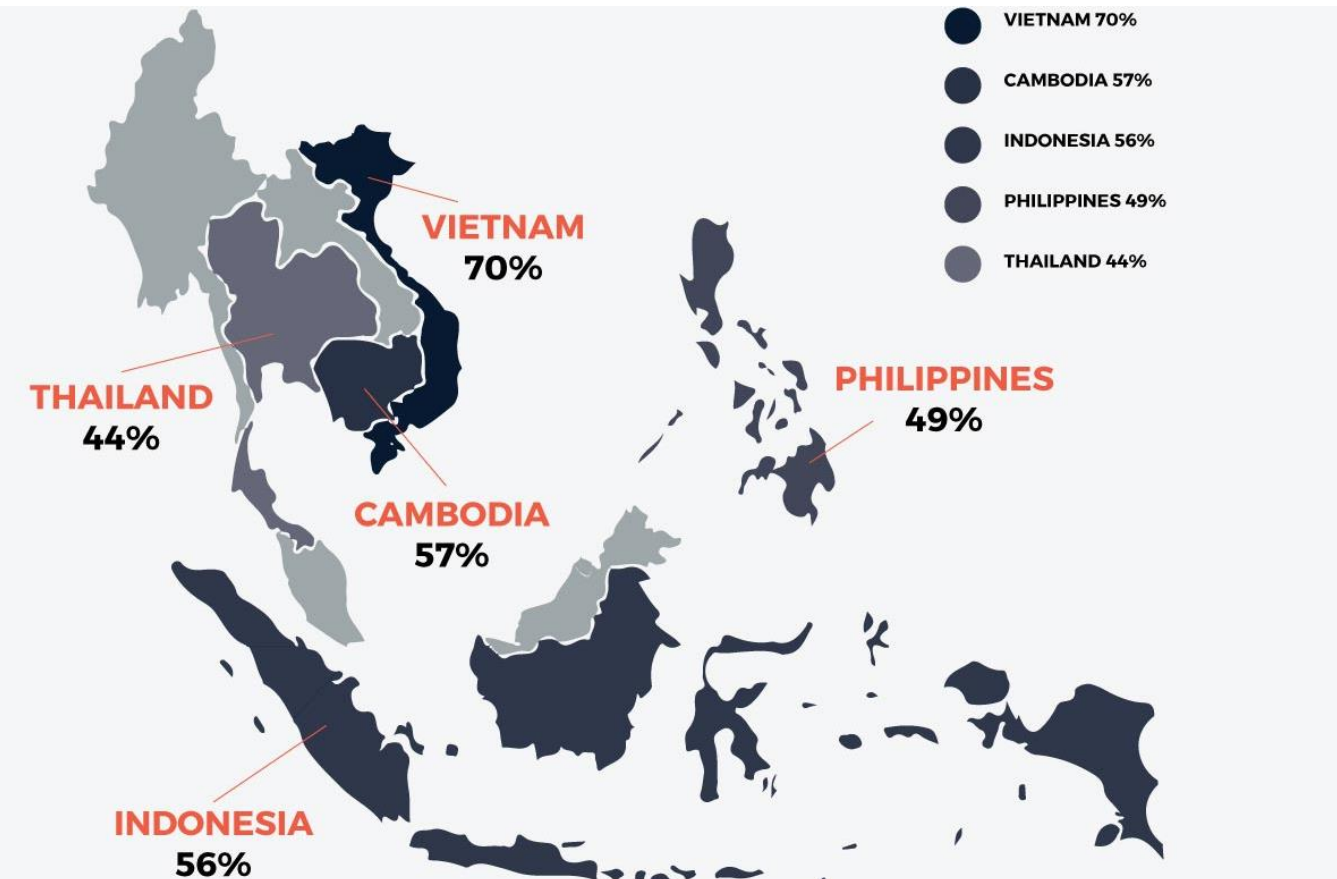 VIETNAM 70%
CAMBODIA 57%
INDONESIA 56%
PHILIPPINES 49%
THAILAND 44%
VIETNAM
70%
THAILAND
44%
PHILIPPINES
49%
CAMBODIA
57%
INDONESIA
56%